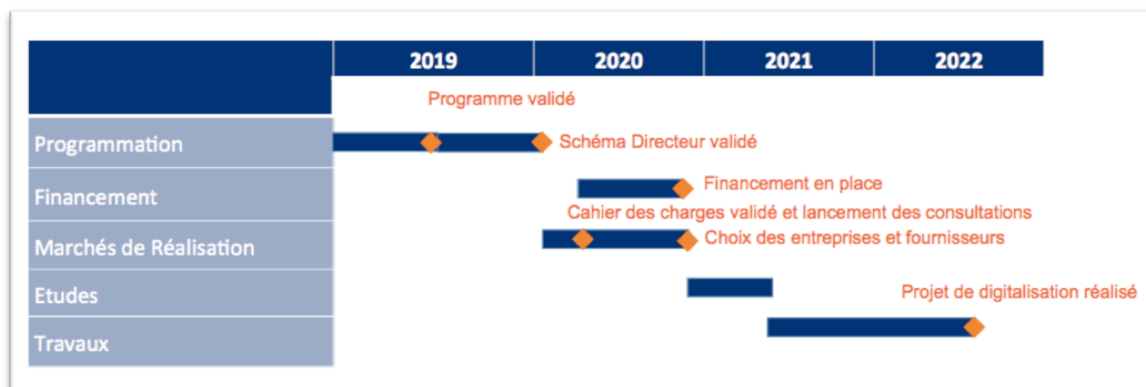 2019 2020 2021 2022
Programme validé
Programmation
Schéma Directeur validé
Financement
Financement en place
Cahier des charges validé et lancement des consultations
Marchés de Réalisation
Choix des entreprises et fournisseurs
Etudes
Projet de digitalisation réalisé
Travaux